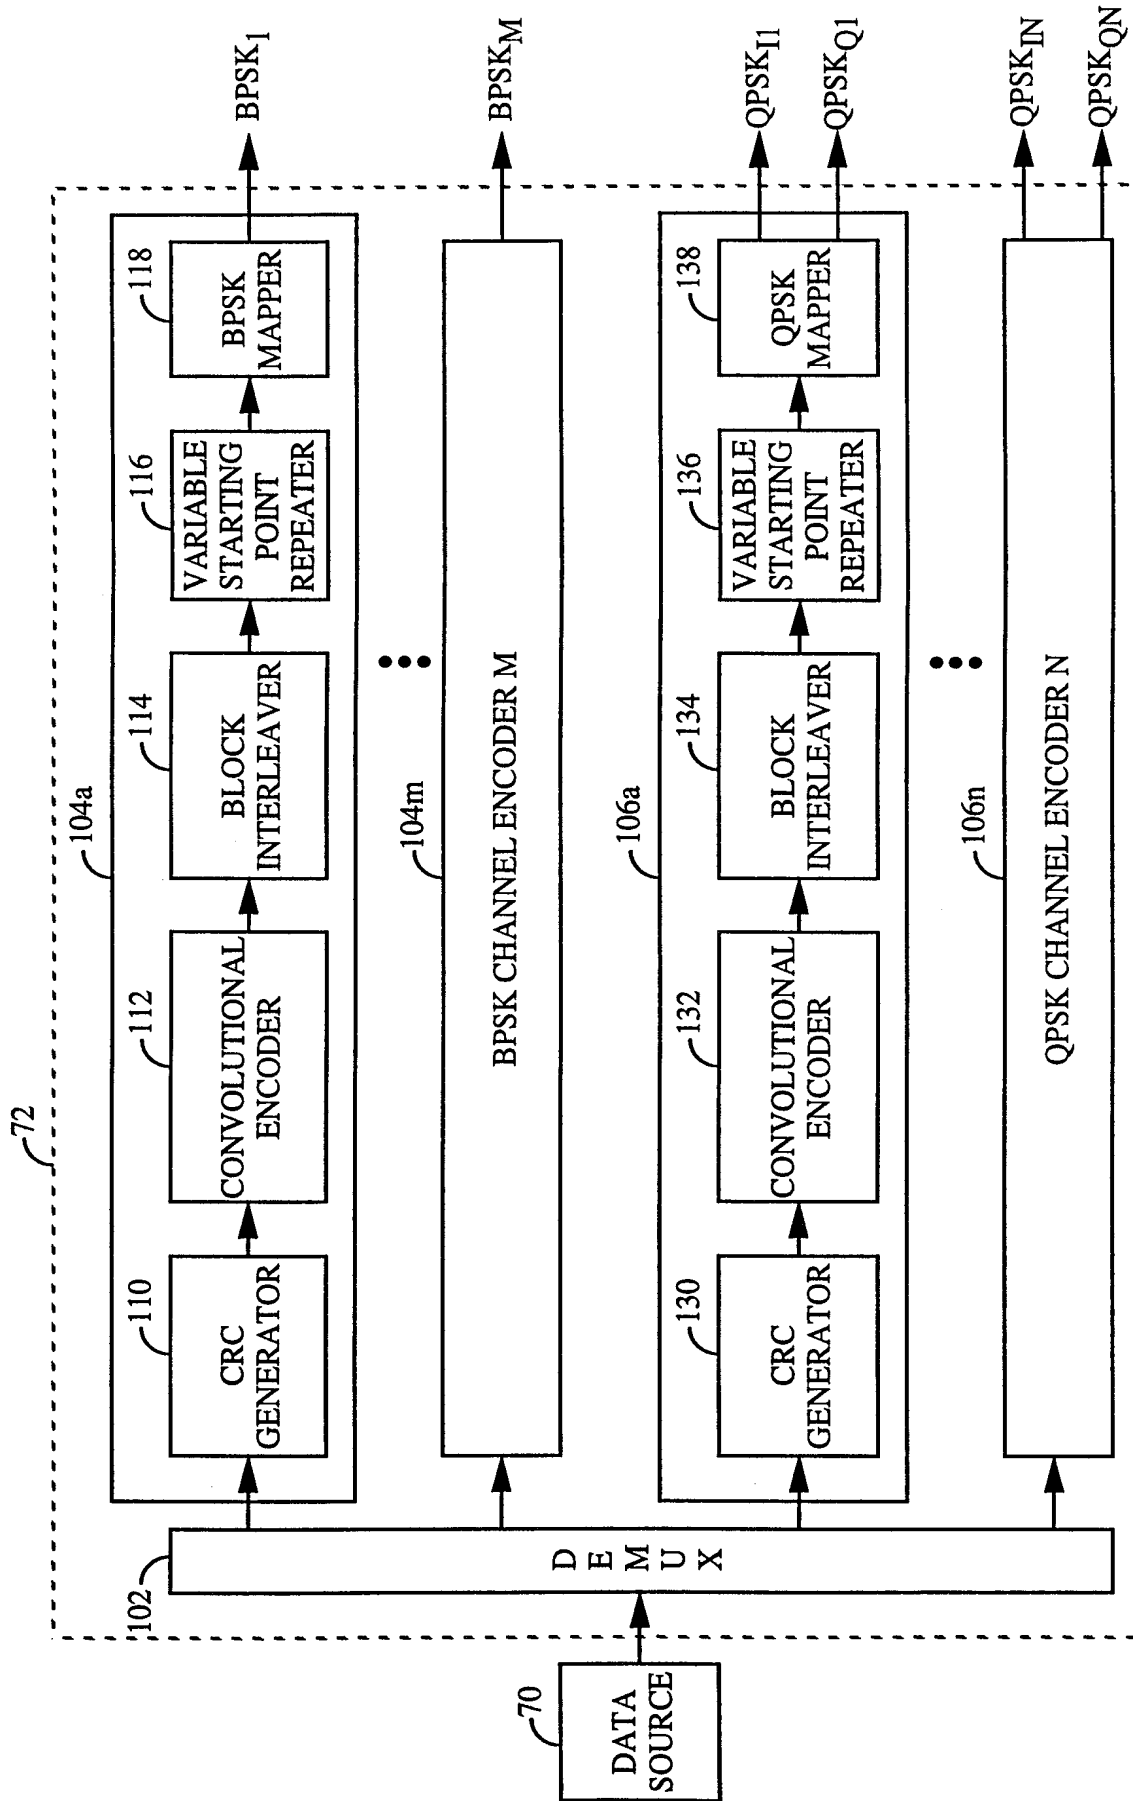 72
70
DATA
SOURCE
102
D
E
M
U
X
104a
110
CRC
GENERATOR
112
CONVOLUTIONAL
ENCODER
114
BLOCK
INTERLEAVER
116
VARIABLE
STARTING
POINT
REPEATER
118
BPSK
MAPPER
BPSK1
104m
BPSK CHANNEL ENCODER M
BPSKM
106a
130
CRC
GENERATOR
132
CONVOLUTIONAL
ENCODER
134
BLOCK
INTERLEAVER
136
VARIABLE
STARTING
POINT
REPEATER
138
QPSK
MAPPER
QPSKI1
QPSKQ1
106n
QPSK CHANNEL ENCODER N
QPSKIN
QPSKQN